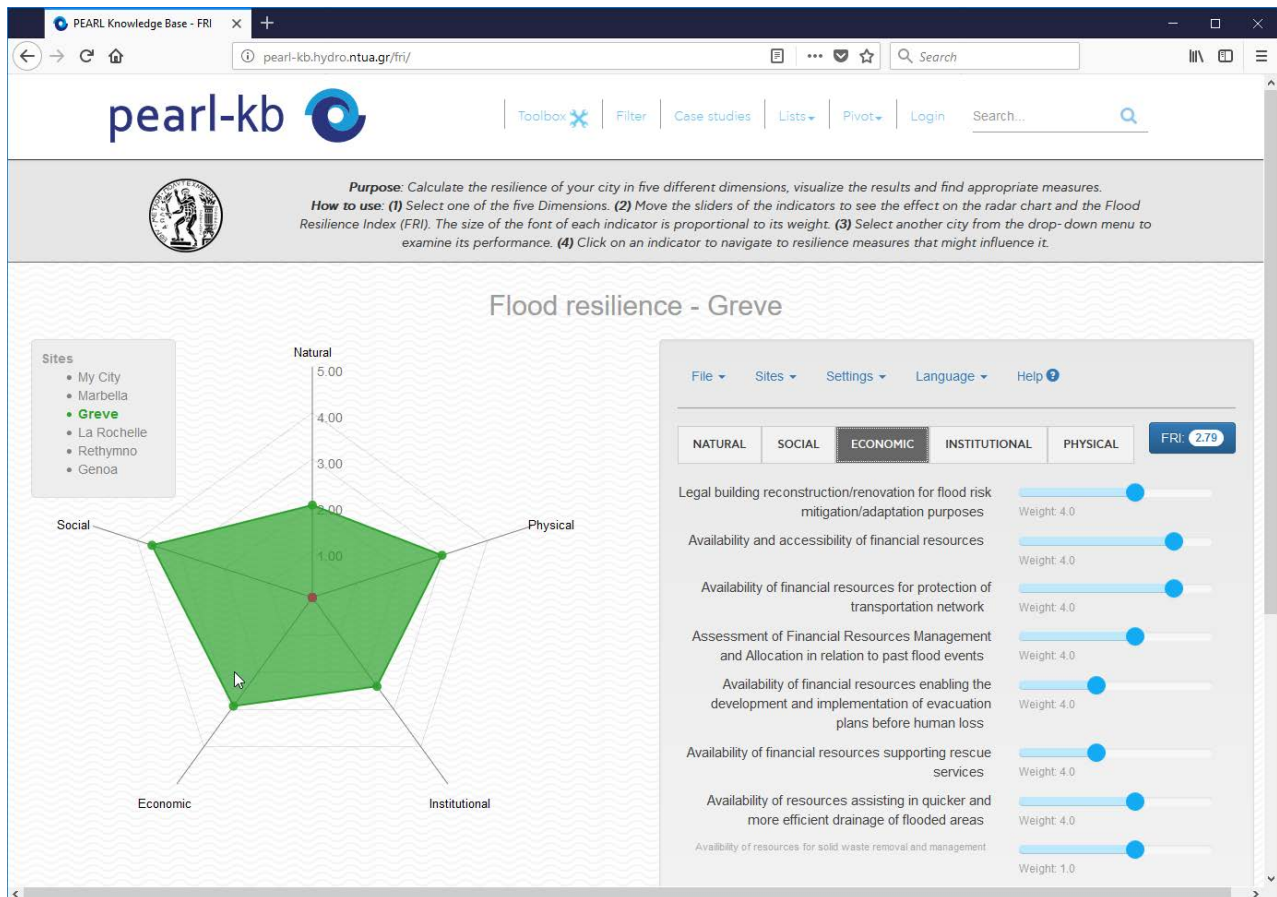 PEARL Knowledge Base - FRI
pearl-kb.hydro.ntua.gr/fri/
Search
pearl-kb
Toolbox
Filter
Case studies
Lists
Pivot
Login
Search...
Purpose: Calculate the resilience of your city in five different dimensions, visualize the results and find appropriate measures.
How to use: (1) Select one of the five Dimensions. (2) Move the sliders of the indicators to see the effect on the radar chart and the Flood
Resilience Index (FRI). The size of the font of each indicator is proportional to its weight. (3) Select another city from the drop-down menu to
examine its performance. (4) Click on an indicator to navigate to resilience measures that might influence it.
Flood resilience - Greve
Sites
My City
Marbella
Greve
La Rochelle
Rethymno
Genoa
Natural
5.00
4.00
3.00
2.00
1.00
Social
Physical
Economic
Institutional
File
Sites
Settings
Language
Help
NATURAL
SOCIAL
ECONOMIC
INSTITUTIONAL
PHYSICAL
FRI: 2.79
Legal building reconstruction/renovation for flood risk
mitigation/adaptation purposes
Weight: 4.0
Availability and accessibility of financial resources
Weight: 4.0
Availability of financial resources for protection of
transportation network
Weight: 4.0
Assessment of Financial Resources Management
and Allocation in relation to past flood events
Weight: 4.0
Availability of financial resources enabling the
development and implementation of evacuation
plans before human loss
Weight: 4.0
Availability of financial resources supporting rescue
services
Weight: 4.0
Availability of resources assisting in quicker and
more efficient drainage of flooded areas
Weight: 4.0
Availibility of resources for solid waste removal and management
Weight: 1.0